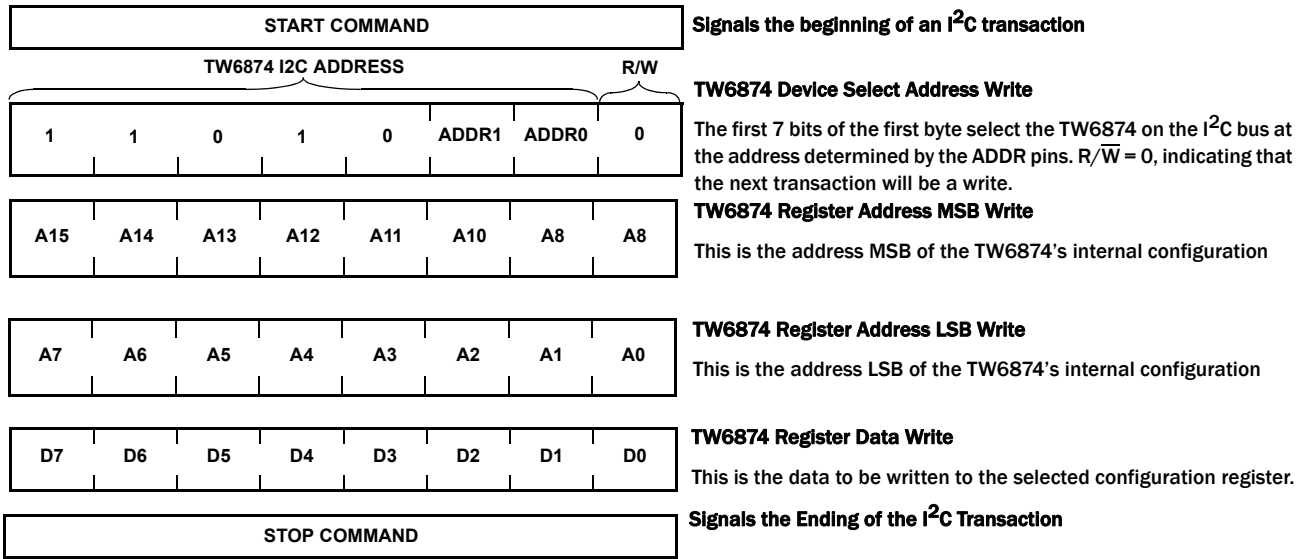 START COMMAND
Signals the beginning of an I²C transaction
TW6874 I2C ADDRESS R/W
1 1 0 1 0 ADDR1 ADDR0 0
TW6874 Device Select Address Write
The first 7 bits of the first byte select the TW6874 on the I²C bus at
the address determined by the ADDR pins. R/W̅ = 0, indicating that
the next transaction will be a write.
A15 A14 A13 A12 A11 A10 A8 A8
TW6874 Register Address MSB Write
This is the address MSB of the TW6874's internal configuration
A7 A6 A5 A4 A3 A2 A1 A0
TW6874 Register Address LSB Write
This is the address LSB of the TW6874's internal configuration
D7 D6 D5 D4 D3 D2 D1 D0
TW6874 Register Data Write
This is the data to be written to the selected configuration register.
STOP COMMAND
Signals the Ending of the I²C Transaction